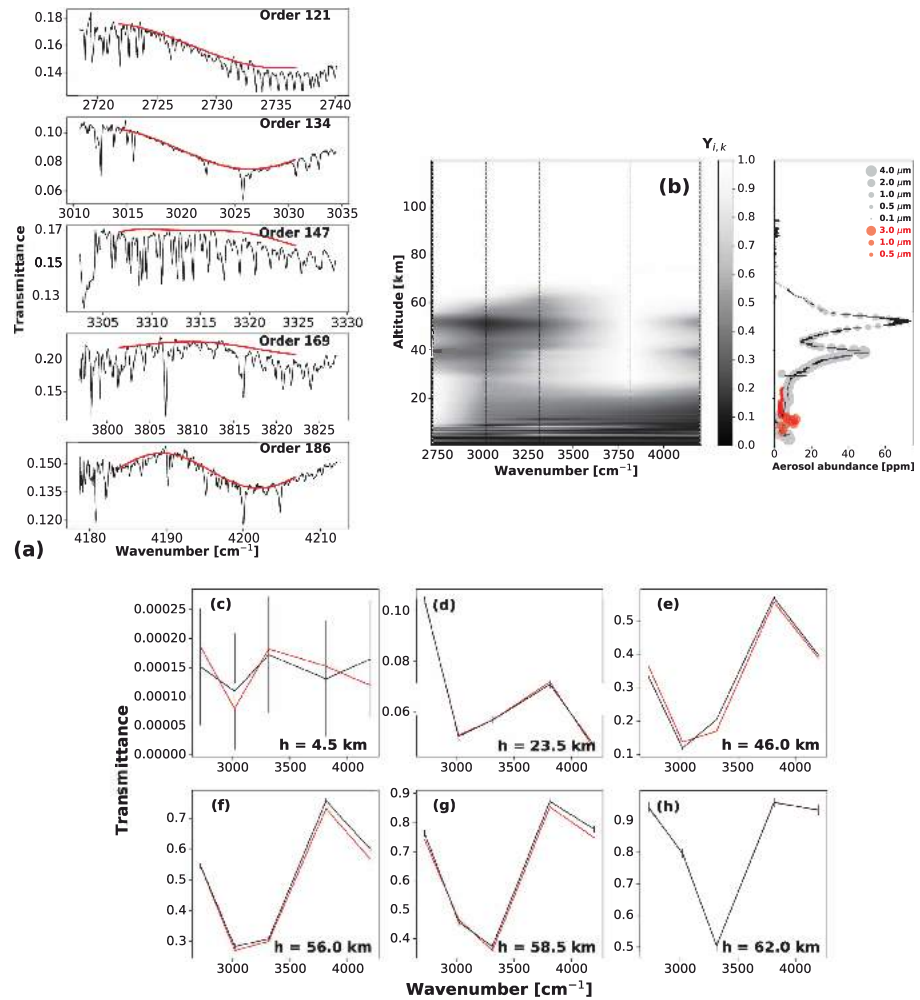 Order 121
0.18
0.16
0.14
2720 2725 2730 2735 2740
Order 134
0.10
0.08
0.06
3010 3015 3020 3025 3030 3035
Order 147
0.17
0.15
0.13
3305 3310 3315 3320 3325 3330
Order 169
0.20
0.15
3800 3805 3810 3815 3820 3825
Order 186
0.150
0.135
0.120
4180 4190 4200 4210
Transmittance
Wavenumber [cm⁻¹]
(a)
Y i,k
(b)
100
80
60
40
20
2750 3000 3250 3500 3750 4000
Altitude [km]
Wavenumber [cm⁻¹]
1.0
0.9
0.8
0.7
0.6
0.5
0.4
0.3
0.2
0.1
0.0
4.0 μm
2.0 μm
1.0 μm
0.5 μm
0.1 μm
3.0 μm
1.0 μm
0.5 μm
0 20 40 60
Aerosol abundance [ppm]
(c)
0.00025
0.00020
0.00015
0.00010
0.00005
0.00000
h = 4.5 km
3000 3500 4000
(d)
0.10
0.08
0.06
h = 23.5 km
3000 3500 4000
(e)
0.5
0.4
0.3
0.2
0.1
h = 46.0 km
3000 3500 4000
(f)
0.7
0.6
0.5
0.4
0.3
h = 56.0 km
3000 3500 4000
(g)
0.9
0.8
0.7
0.6
0.5
0.4
h = 58.5 km
3000 3500 4000
(h)
0.9
0.8
0.7
0.6
0.5
h = 62.0 km
3000 3500 4000
Transmittance
Wavenumber [cm⁻¹]